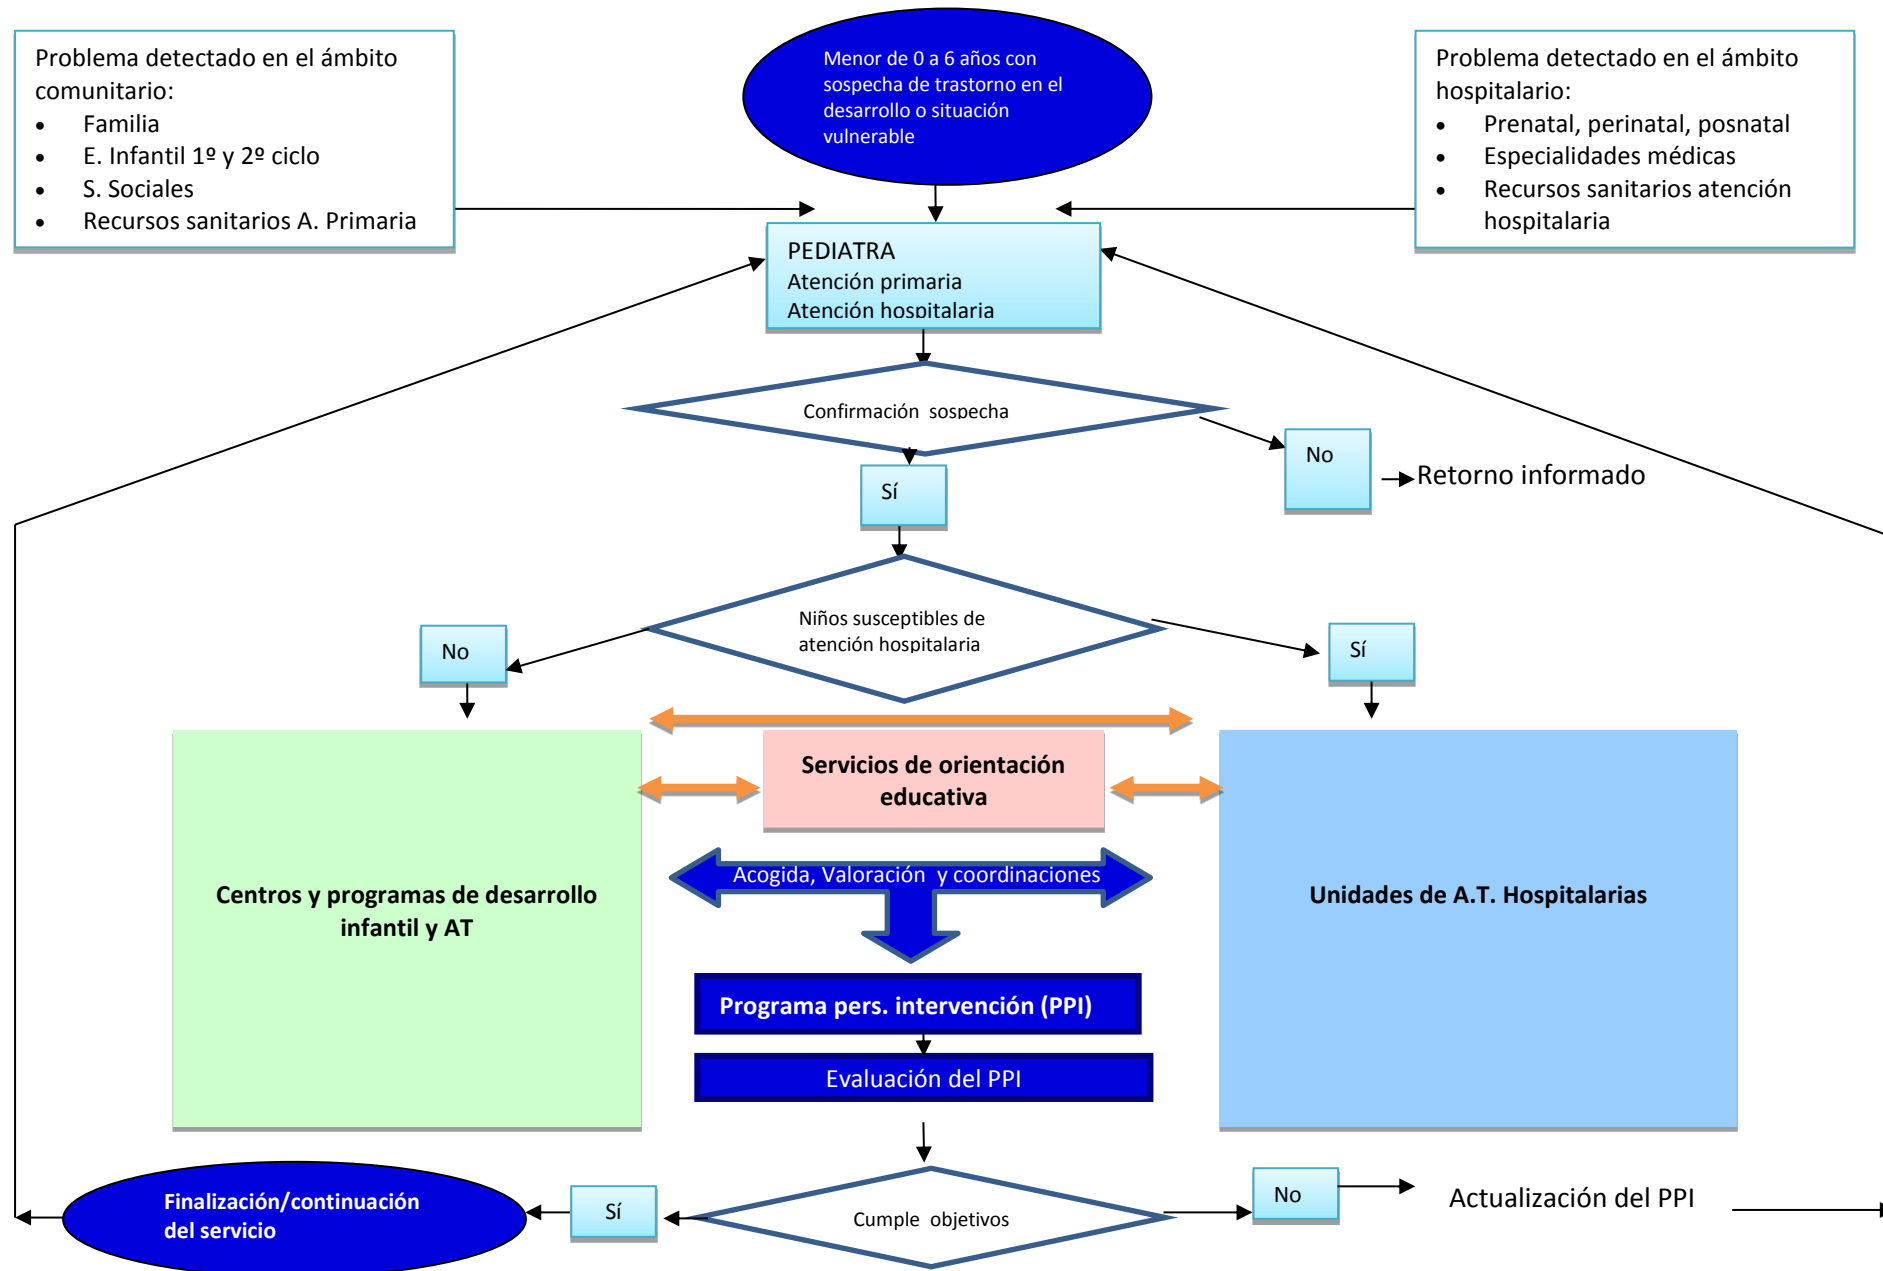 Problema detectado en el ámbito
comunitario:
• Familia
• E. Infantil 1º y 2º ciclo
• S. Sociales
• Recursos sanitarios A. Primaria
Menor de 0 a 6 años con
sospecha de trastorno en el
desarrollo o situación
vulnerable
Problema detectado en el ámbito
hospitalario:
• Prenatal, perinatal, posnatal
• Especialidades médicas
• Recursos sanitarios atención
hospitalaria
PEDIATRA
Atención primaria
Atención hospitalaria
Confirmación sospecha
No
Retorno informado
Sí
Niños susceptibles de
atención hospitalaria
No
Sí
Servicios de orientación
educativa
Acogida, Valoración y coordinaciones
Centros y programas de desarrollo
infantil y AT
Unidades de A.T. Hospitalarias
Programa pers. intervención (PPI)
Evaluación del PPI
Cumple objetivos
Sí
Finalización/continuación
del servicio
No
Actualización del PPI